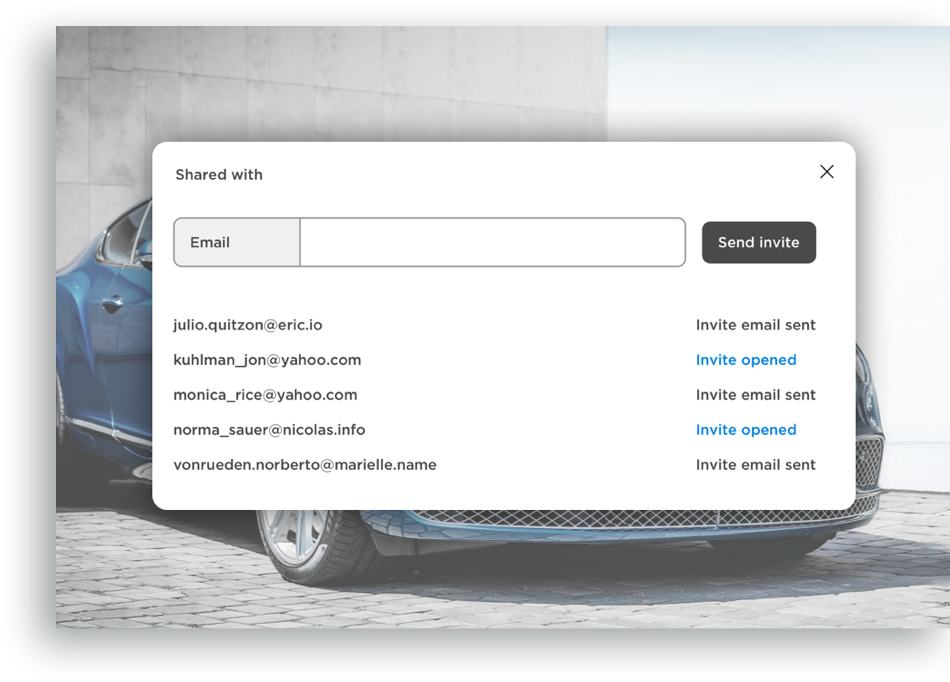 Shared with
Email
Send invite
julio.quitzon@eric.io Invite email sent
kuhlman_jon@yahoo.com Invite opened
monica_rice@yahoo.com Invite email sent
norma_sauer@nicolas.info Invite opened
vonrueden.norberto@marielle.name Invite email sent